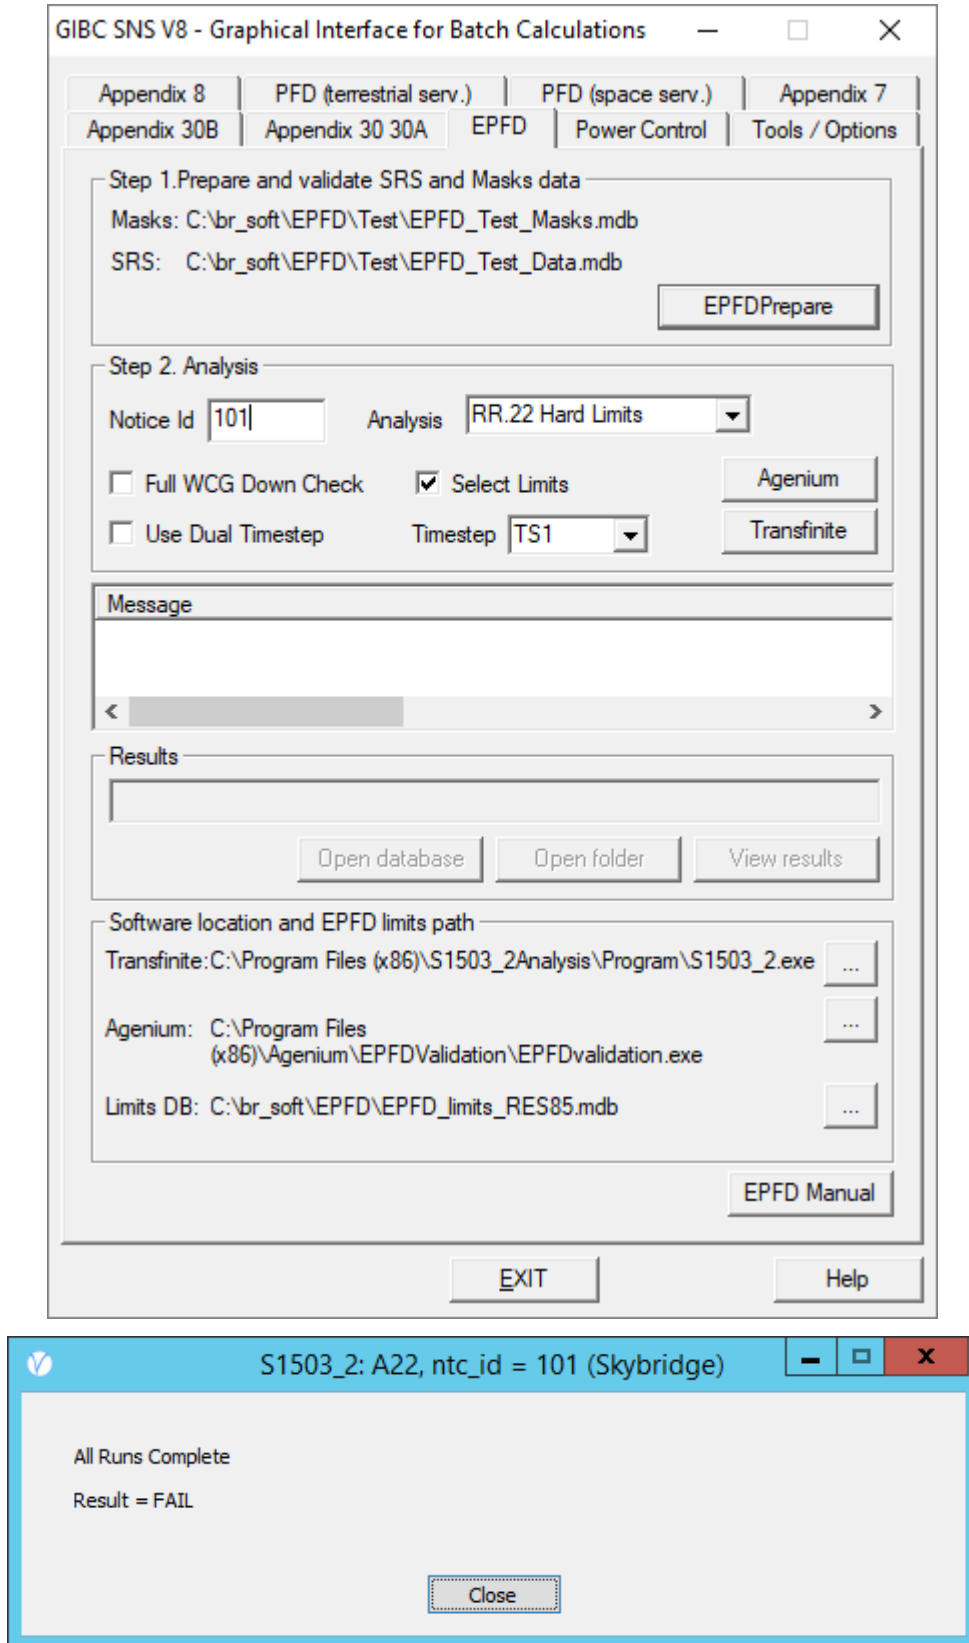 GIBC SNS V8 - Graphical Interface for Batch Calculations
Appendix 8 PFD (terrestrial serv.) PFD (space serv.) Appendix 7
Appendix 30B Appendix 30 30A EPFD Power Control Tools / Options
Step 1.Prepare and validate SRS and Masks data
Masks: C:\br_soft\EPFD\Test\EPFD_Test_Masks.mdb
SRS: C:\br_soft\EPFD\Test\EPFD_Test_Data.mdb
EPFDPrepare
Step 2. Analysis
Notice Id 101 Analysis RR.22 Hard Limits
Full WCG Down Check Select Limits Agenium
Use Dual Timestep Timestep TS1 Transfinite
Message
Results
Open database Open folder View results
Software location and EPFD limits path
Transfinite: C:\Program Files (x86)\S1503_2Analysis\Program\S1503_2.exe ...
Agenium: C:\Program Files ...
(x86)\Agenium\EPFDValidation\EPFDvalidation.exe
Limits DB: C:\br_soft\EPFD\EPFD_limits_RES85.mdb ...
EPFD Manual
EXIT Help
S1503_2: A22, ntc_id = 101 (Skybridge)
All Runs Complete
Result = FAIL
Close